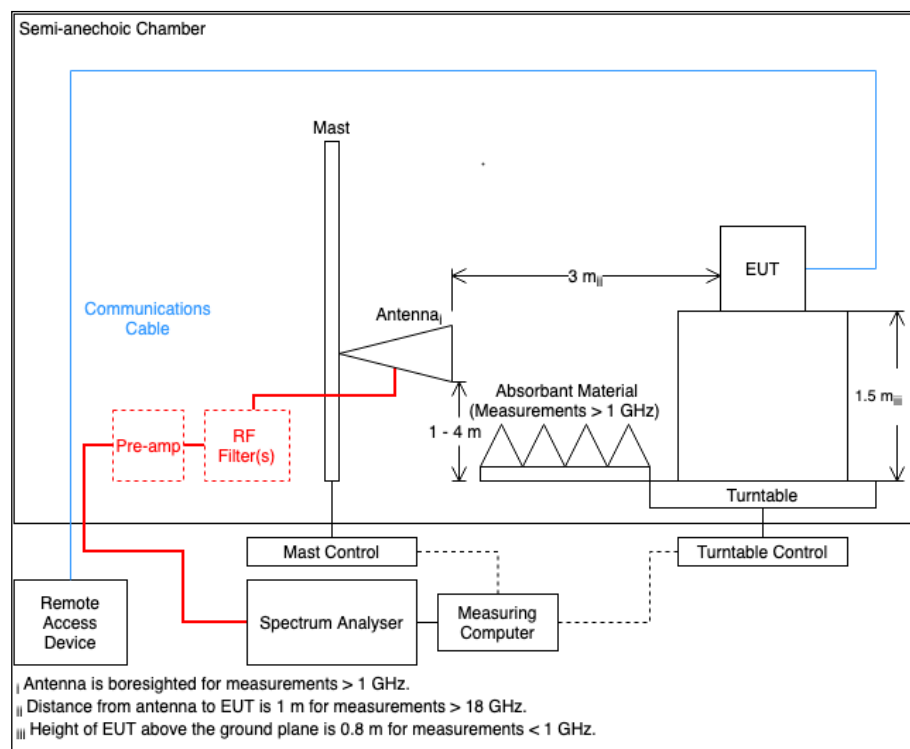 Semi-anechoic Chamber
Mast
EUT
3 m ii
Communications
Cable
Antenna i
Absorbant Material
(Measurements > 1 GHz)
1.5 m iii
1 - 4 m
Pre-amp
RF
Filter(s)
Turntable
Mast Control
Turntable Control
Remote
Access
Device
Spectrum Analyser
Measuring
Computer
i Antenna is boresighted for measurements > 1 GHz.
ii Distance from antenna to EUT is 1 m for measurements > 18 GHz.
iii Height of EUT above the ground plane is 0.8 m for measurements < 1 GHz.